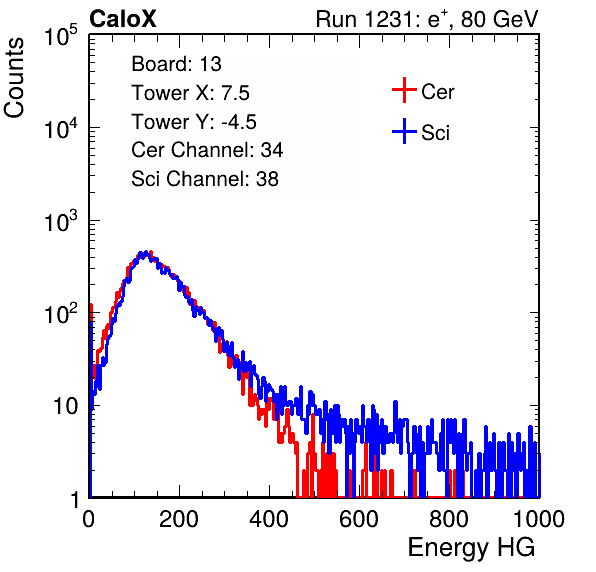 CaloX Run 1231: e⁺, 80 GeV
Counts
Board: 13
Tower X: 7.5
Tower Y: -4.5
Cer Channel: 34
Sci Channel: 38
Cer
Sci
10⁵
10⁴
10³
10²
10
1
0 200 400 600 800 1000
Energy HG